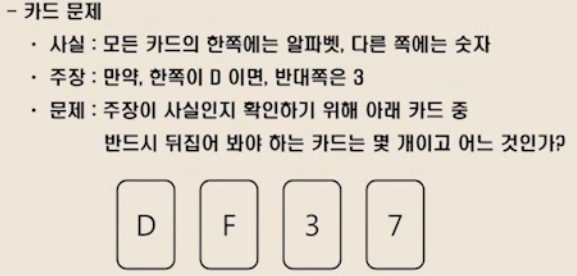 - 카드 문제
· 사실 : 모든 카드의 한쪽에는 알파벳, 다른 쪽에는 숫자
· 주장 : 만약, 한쪽이 D 이면, 반대쪽은 3
· 문제 : 주장이 사실인지 확인하기 위해 아래 카드 중
반드시 뒤집어 봐야 하는 카드는 몇 개이고 어느 것인가?
D F 3 7